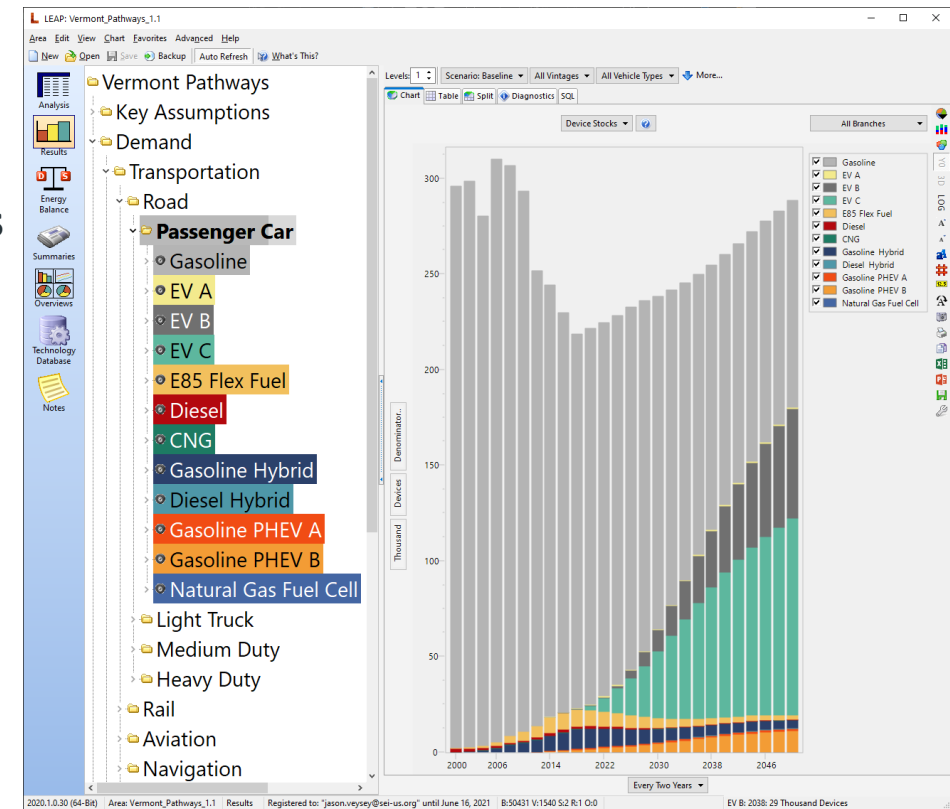 LEAP: Vermont_Pathways_1.1
Area Edit View Chart Favorites Advanced Help
New Open Save Backup Auto Refresh What's This?
Analysis
Results
Energy
Balance
Summaries
Overviews
Technology
Database
Notes
s
Vermont Pathways
Key Assumptions
Demand
Transportation
Road
Passenger Car
Gasoline
EV A
EV B
EV C
E85 Flex Fuel
Diesel
CNG
Gasoline Hybrid
Diesel Hybrid
Gasoline PHEV A
Gasoline PHEV B
Natural Gas Fuel Cell
Light Truck
Medium Duty
Heavy Duty
Rail
Aviation
Navigation
Levels: 1 Scenario: Baseline All Vintages All Vehicle Types More...
Chart Table Split Diagnostics SQL
Device Stocks
All Branches
300
250
200
150
100
50
0
Denominator..
Devices
Thousand
2000 2006 2014 2022 2030 2038 2046
Every Two Years
Gasoline
EV A
EV B
EV C
E85 Flex Fuel
Diesel
CNG
Gasoline Hybrid
Diesel Hybrid
Gasoline PHEV A
Gasoline PHEV B
Natural Gas Fuel Cell
3D
LOG
2020.1.0.30 (64-Bit) Area: Vermont_Pathways_1.1 Results Registered to: "jason.veysey@sei-us.org" until June 16, 2021 B:50431 V:1540 S:2 R:1 O:0 EV B: 2038: 29 Thousand Devices